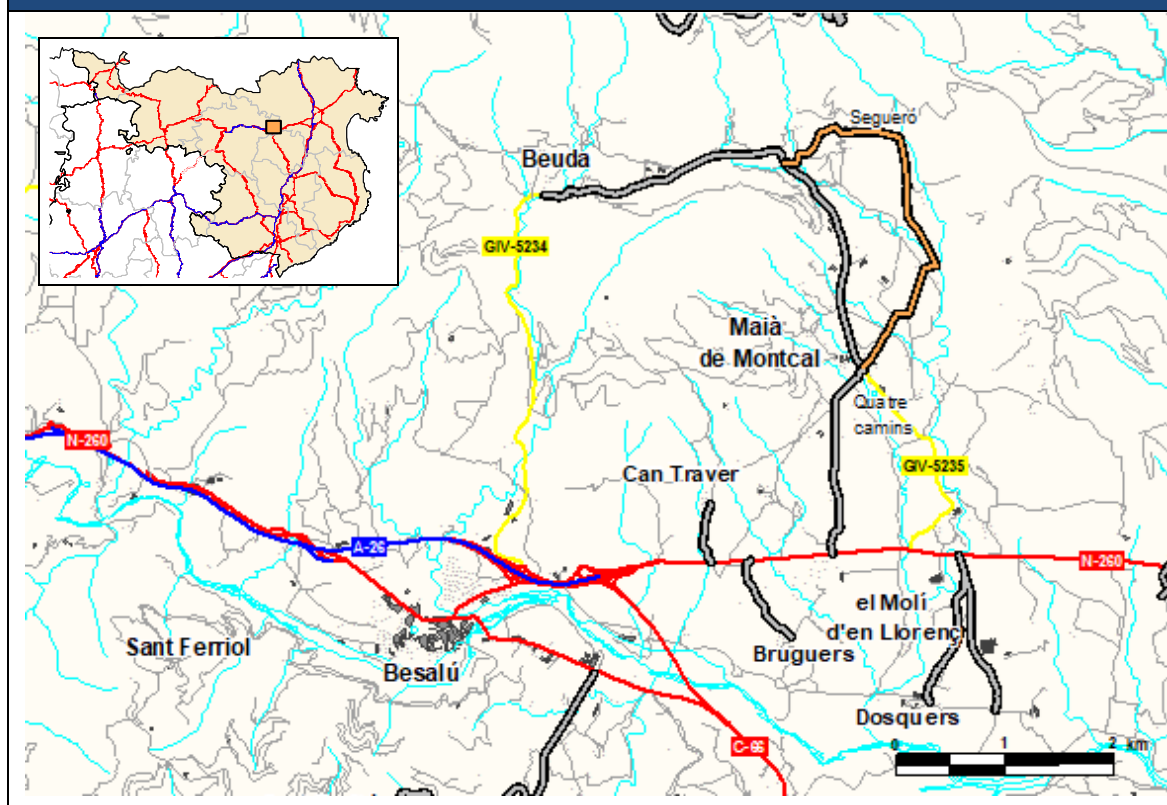 Segueró
Beuda
GIV-5234
Maià
de Montcal
Quatre
camins
N-260
Can Traver
GIV-5235
A-26
N-260
el Molí
d'en Llorenç
Sant Ferriol
Bruguers
Besalú
Dosquers
C-66
0 1 2 km